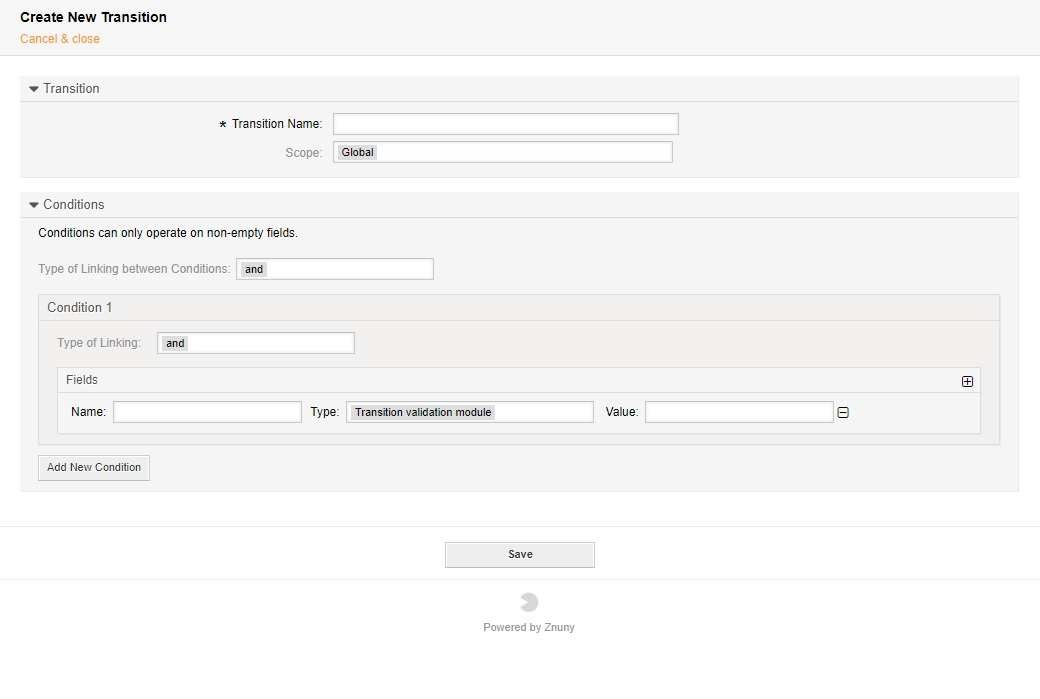 Create New Transition
Cancel & close
Transition
* Transition Name:
Scope: Global
Conditions
Conditions can only operate on non-empty fields.
Type of Linking between Conditions: and
Condition 1
Type of Linking: and
Fields
Name: Type: Transition validation module Value:
Add New Condition
Save
Powered by Znuny